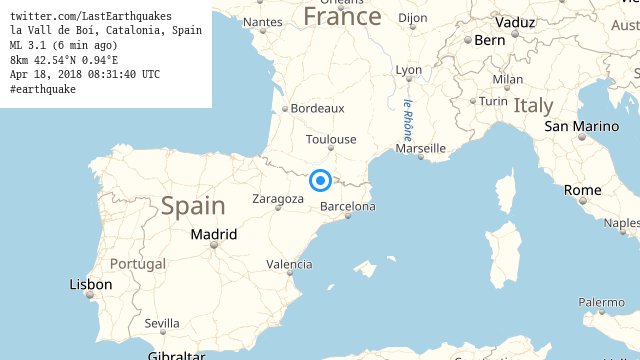 twitter.com/LastEarthquakes
la Vall de Boí, Catalonia, Spain
ML 3.1 (6 min ago)
8km 42.54°N 0.94°E
Apr 18, 2018 08:31:40 UTC
#earthquake
Orléans
Nantes
France
Dijon
Vaduz
Bern
Lyon
Milan
Turin
Italy
Bordeaux
le Rhône
Toulouse
Marseille
San Marino
Spain
Zaragoza
Barcelona
Rome
Naples
Madrid
Portugal
Valencia
Lisbon
Palermo
Sevilla
Gibraltar